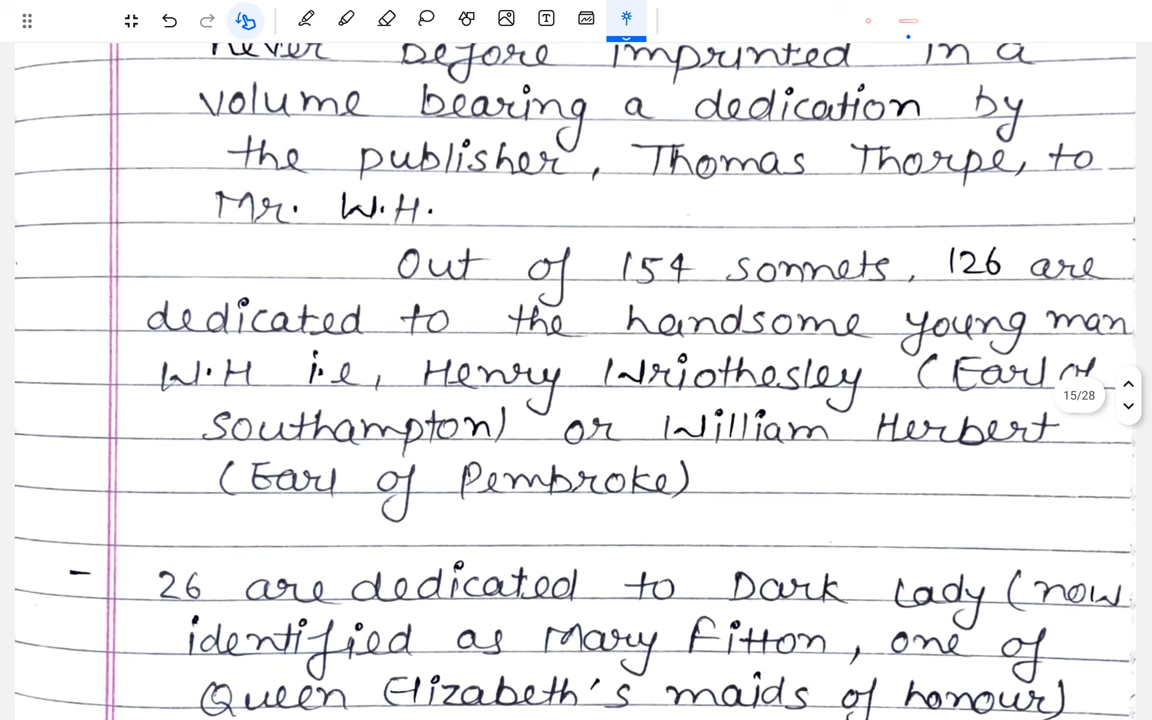 never before imprinted in a
volume bearing a dedication by
the publisher, Thomas Thorpe, to
Mr. W.H.
Out of 154 sonnets, 126 are
dedicated to the handsome young man
W.H i.e, Henry Wriothesley (Earl of
15/28
Southampton) or William Herbert
(Earl of Pembroke)
- 26 are dedicated to Dark Lady (now
identified as Mary Fitton, one of
Queen Elizabeth's maids of honour)